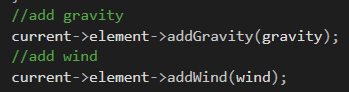 //add gravity
current->element->addGravity(gravity);
//add wind
current->element->addWind(wind);